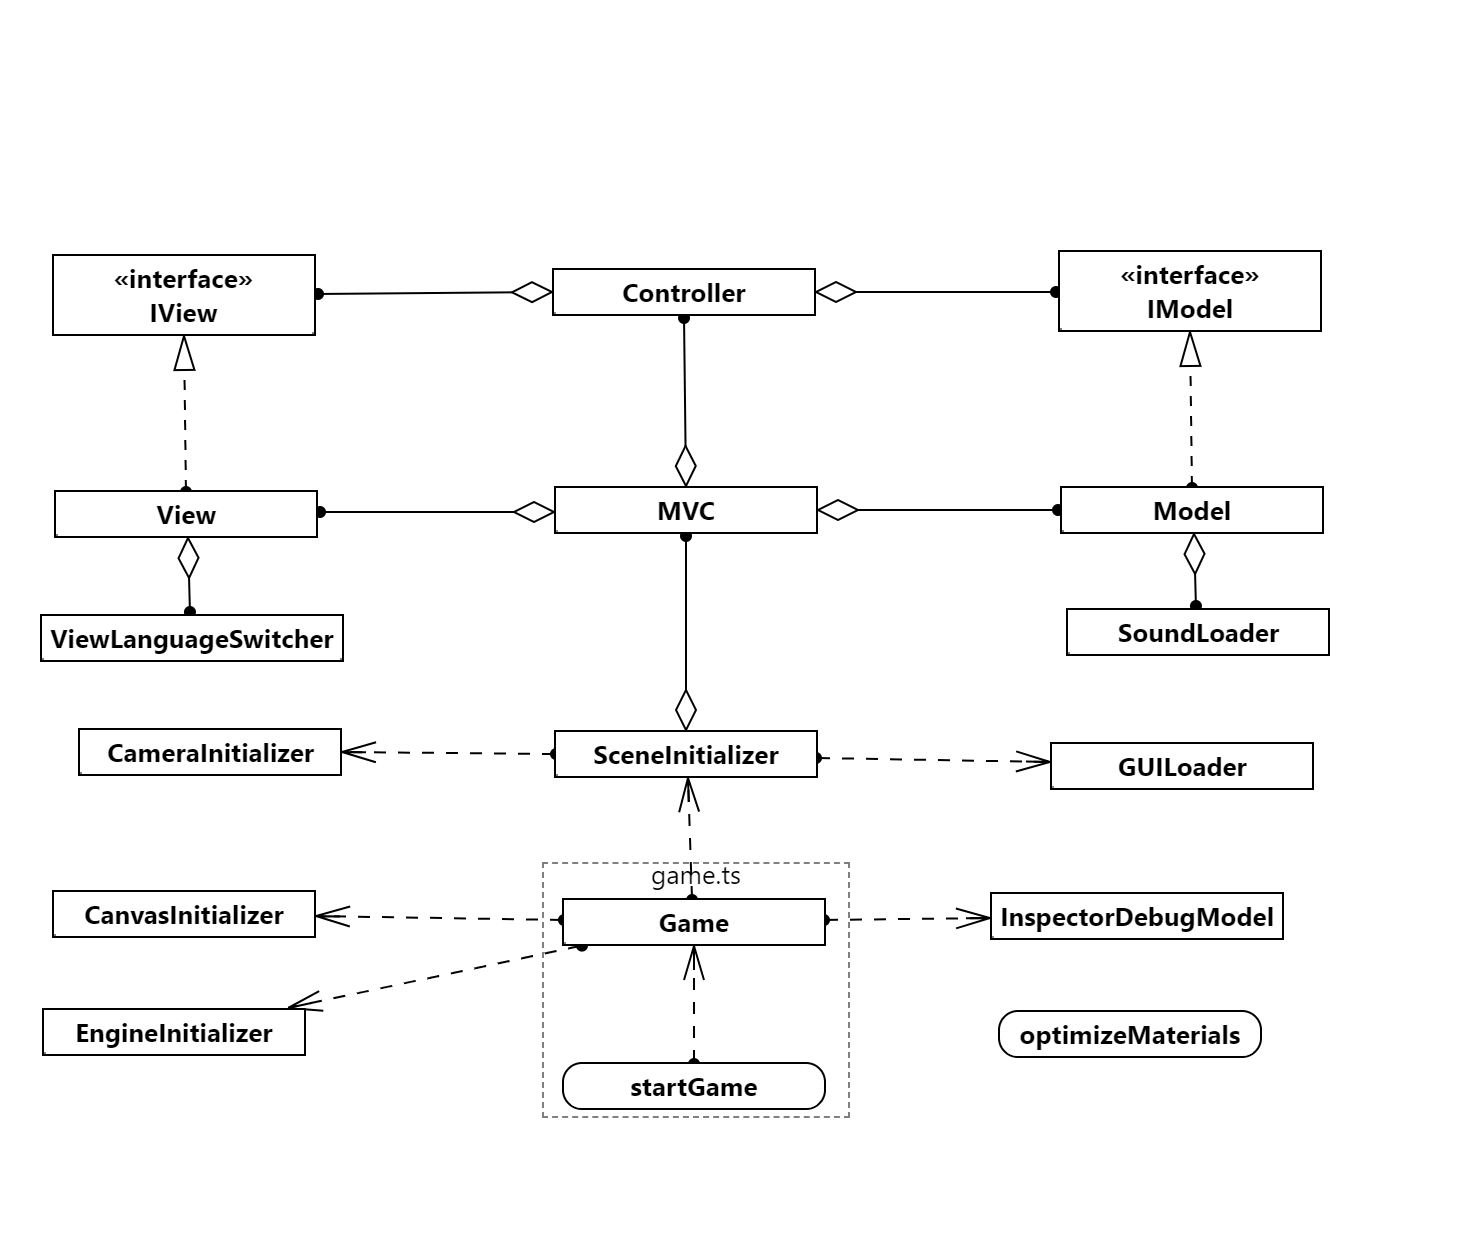 «interface»
IView
Controller
«interface»
IModel
View
MVC
Model
ViewLanguageSwitcher
SoundLoader
CameraInitializer
SceneInitializer
GUILoader
game.ts
CanvasInitializer
Game
InspectorDebugModel
EngineInitializer
optimizeMaterials
startGame